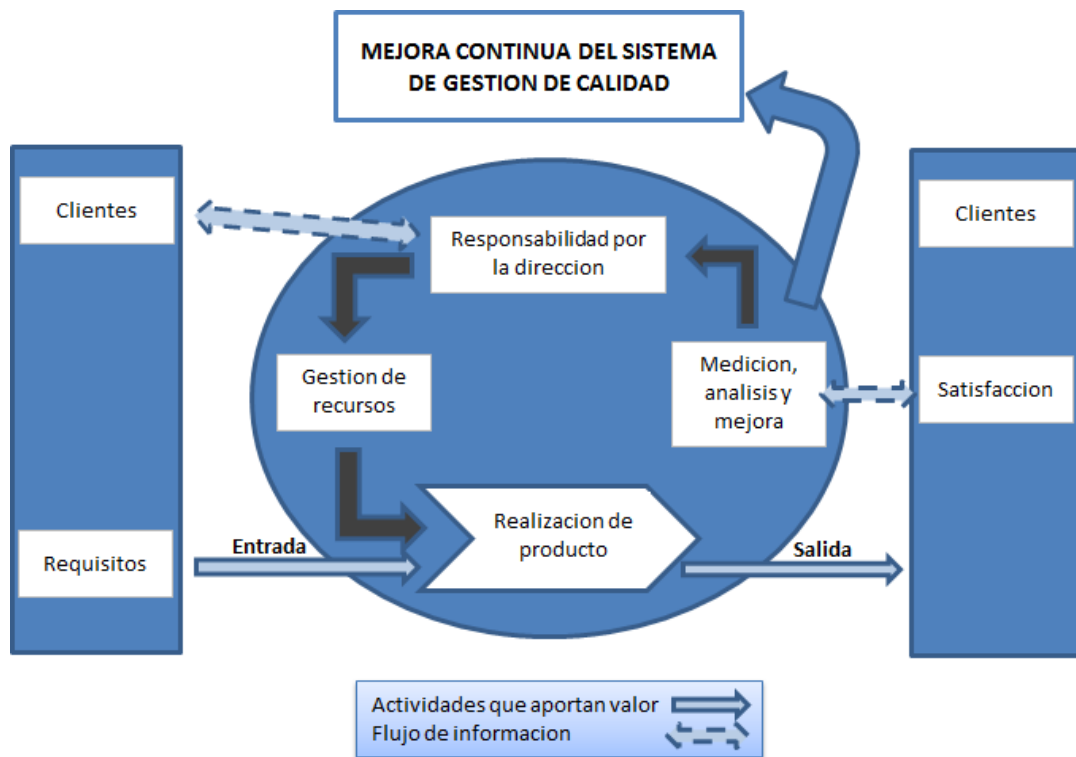 MEJORA CONTINUA DEL SISTEMA
DE GESTION DE CALIDAD
Clientes
Responsabilidad por
la direccion
Clientes
Gestion de
recursos
Medicion,
analisis y
mejora
Satisfaccion
Requisitos
Entrada
Realizacion de
producto
Salida
Actividades que aportan valor
Flujo de informacion